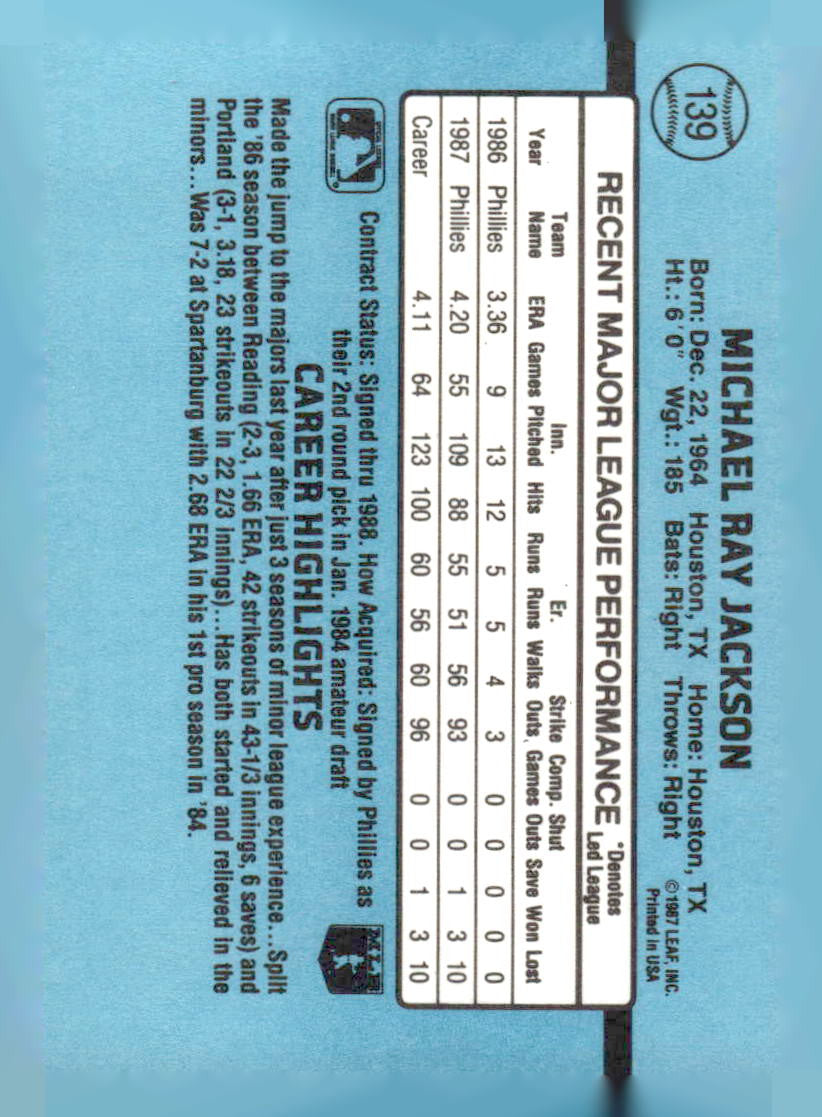 139
MICHAEL RAY JACKSON
Born: Dec. 22, 1964 Houston, TX Home: Houston, TX
Ht.: 6'0" Wgt.: 185 Bats: Right Throws: Right
©1987 LEAF, INC.
Printed in USA
RECENT MAJOR LEAGUE PERFORMANCE *Denotes Led League
Team Inn. Er. Strike Comp. Shut
Year Name ERA Games Pitched Hits Runs Runs Walks Outs Games Outs Save Won Lost
1986 Phillies 3.36 9 13 12 5 5 4 3 0 0 0 0 0
1987 Phillies 4.20 55 109 88 55 51 56 93 0 0 1 3 10
Career 4.11 64 123 100 60 56 60 96 0 0 1 3 10
Contract Status: Signed thru 1988. How Acquired: Signed by Phillies as
their 2nd round pick in Jan. 1984 amateur draft
MLB
CAREER HIGHLIGHTS
Made the jump to the majors last year after just 3 seasons of minor league experience...Split
the '86 season between Reading (2-3, 1.66 ERA, 42 strikeouts in 43-1/3 innings, 6 saves) and
Portland (3-1, 3.18, 23 strikeouts in 22 2/3 innings)...Has both started and relieved in the
minors...Was 7-2 at Spartanburg with 2.68 ERA in his 1st pro season in '84.